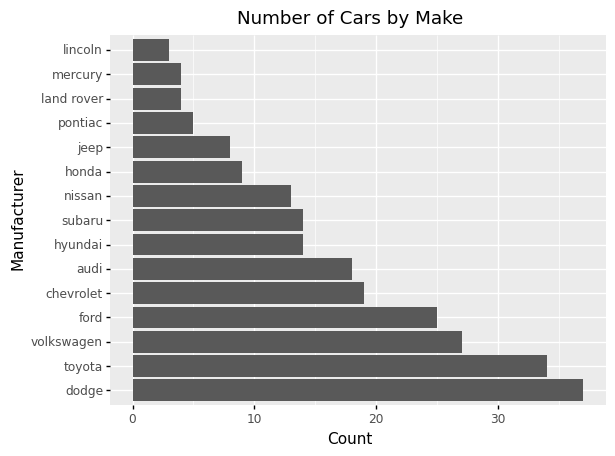 Number of Cars by Make
Manufacturer
lincoln
mercury
land rover
pontiac
jeep
honda
nissan
subaru
hyundai
audi
chevrolet
ford
volkswagen
toyota
dodge
0 10 20 30
Count